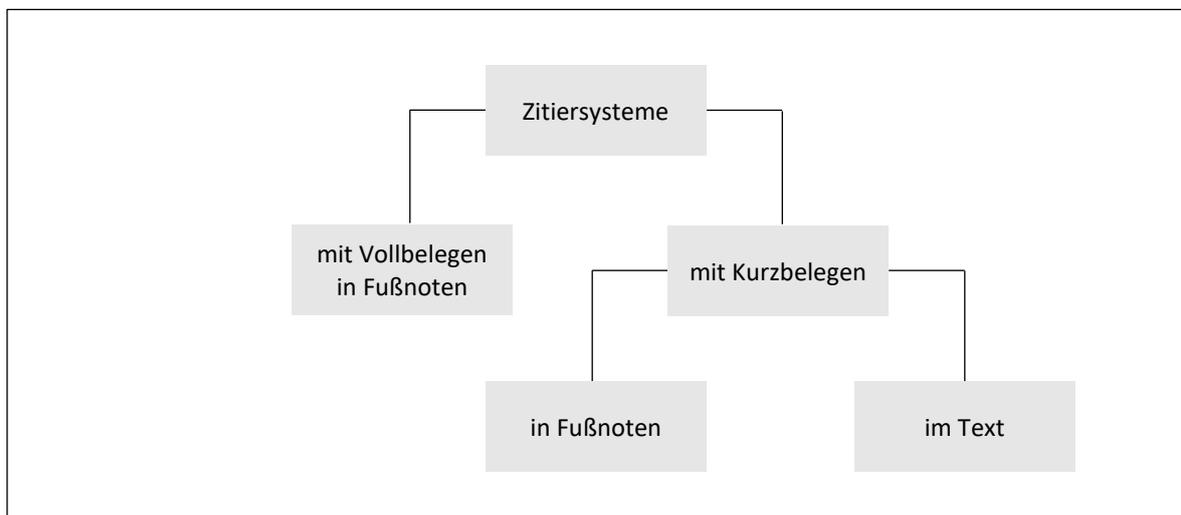 Zitiersysteme
mit Vollbelegen
in Fußnoten
mit Kurzbelegen
in Fußnoten
im Text